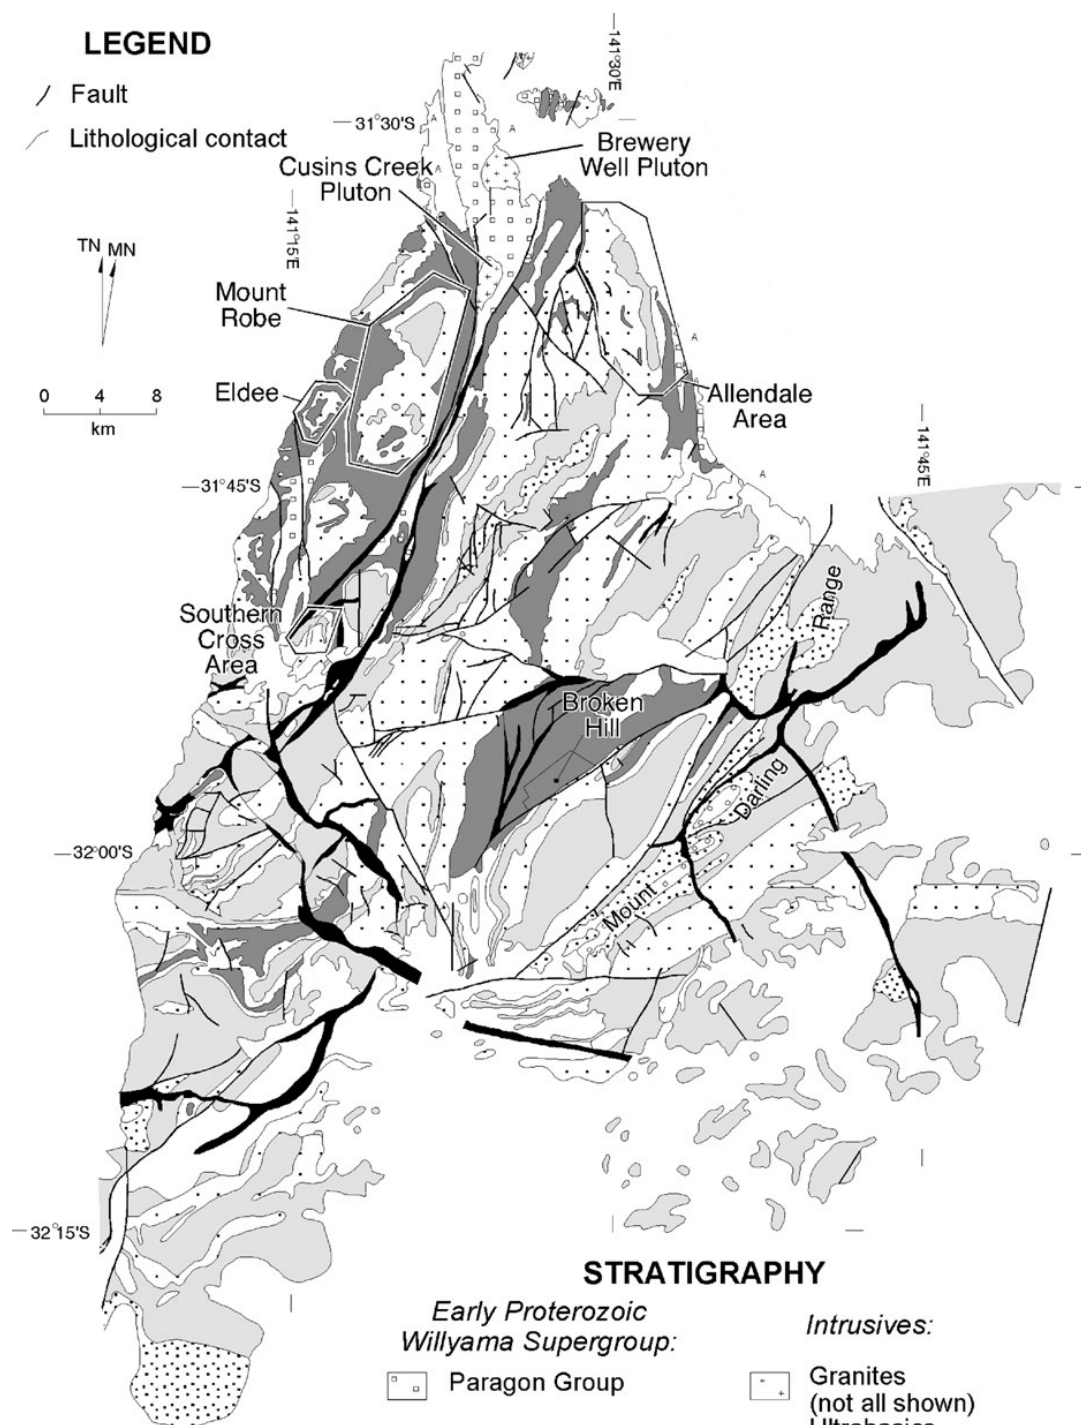 LEGEND
Fault
Lithological contact
141°30'E
31°30'S
A
A
A
Brewery
Well Pluton
Cusins Creek
Pluton
141°15'E
TN MN
Mount
Robe
A
Eldee
0 4 8
km
Allendale
Area
141°45'E
A
31°45'S
Range
Southern
Cross
Area
Broken
Hill
Darling
32°00'S
Mount
32°15'S
STRATIGRAPHY
Early Proterozoic
Willyama Supergroup:
Paragon Group
Intrusives:
Granites
(not all shown)